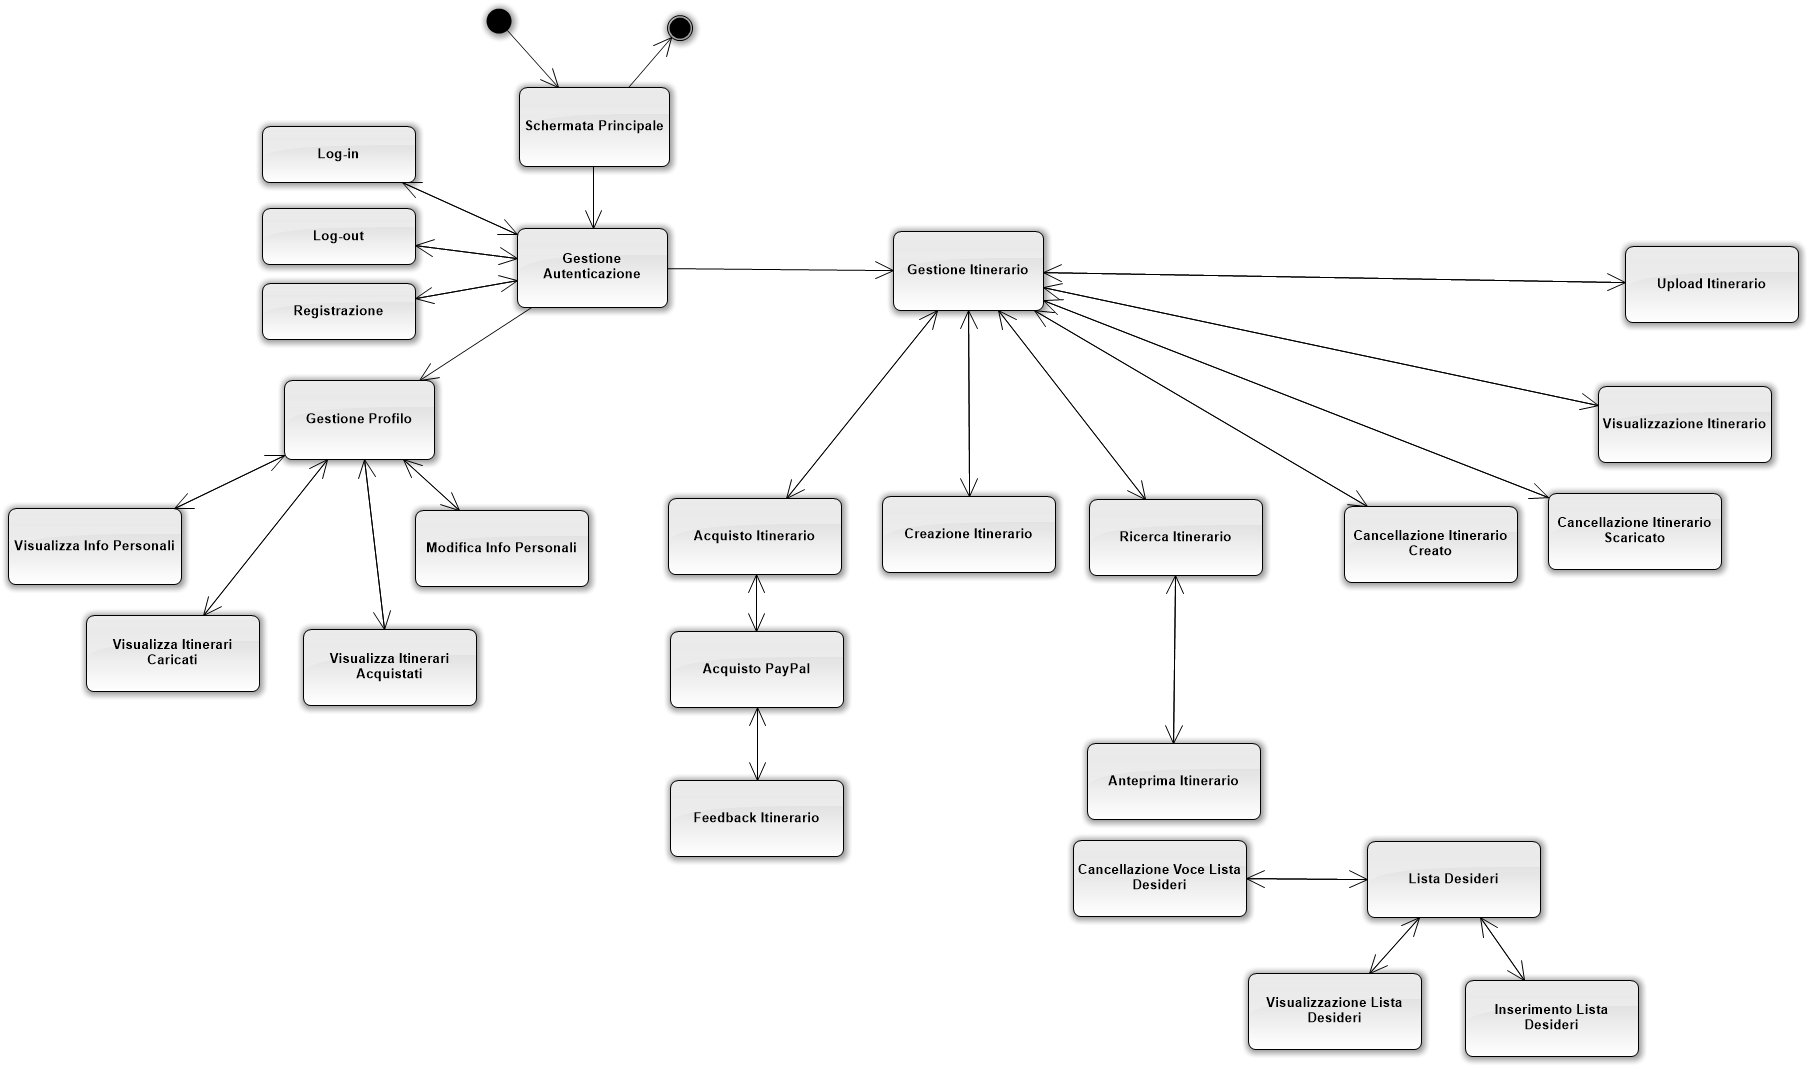 Schermata Principale
Log-in
Log-out
Registrazione
Gestione
Autenticazione
Gestione Itinerario
Upload Itinerario
Gestione Profilo
Visualizzazione Itinerario
Visualizza Info Personali
Modifica Info Personali
Visualizza Itinerari
Caricati
Visualizza Itinerari
Acquistati
Acquisto Itinerario
Creazione Itinerario
Ricerca Itinerario
Cancellazione Itinerario
Creato
Cancellazione Itinerario
Scaricato
Acquisto PayPal
Feedback Itinerario
Anteprima Itinerario
Cancellazione Voce Lista
Desideri
Lista Desideri
Visualizzazione Lista
Desideri
Inserimento Lista
Desideri